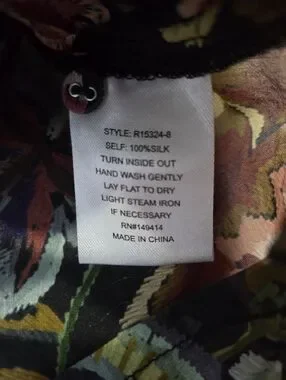 STYLE: R15324-8
SELF: 100%SILK
TURN INSIDE OUT
HAND WASH GENTLY
LAY FLAT TO DRY
LIGHT STEAM IRON
IF NECESSARY
RN#149414
MADE IN CHINA